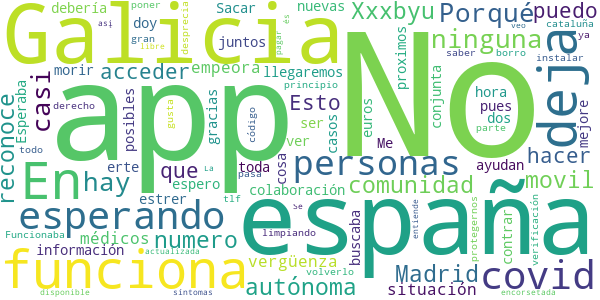 debería poner Sacar nuevas Xxxbyu Porqué puedo
así gran doy juntos desprecia es veo cataluña
libre pagar borro ya
Galicia app No deja
morir acceder empeora ninguna
Esperaba casi posibles gracias llegaremos proximos saber instalar
reconoce derecho gusta principio Esto casos euros conjunta hora pues dos mejore
erte código ser ver Me parte
todo En hay que La toda cosa personas ayudan hacer
pasa espero colaboración comunidad movil
esperando estrer tlf españa covid
Funcionaba información médicos numero Se limpiando buscaba contrar
funciona actualizada volverlo vergüenza Madrid entiende protegernos verificación
disponible síntomas autónoma situación encorsetada